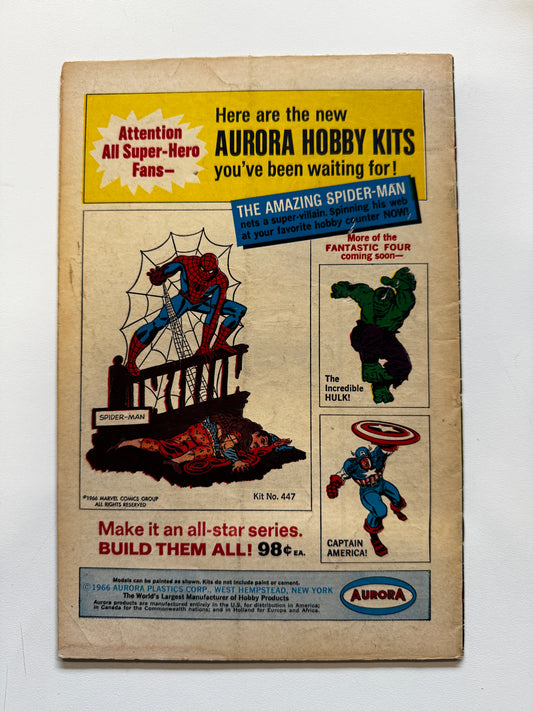 Attention
All Super-Hero
Fans—
Here are the new
AURORA HOBBY KITS
you've been waiting for!
THE AMAZING SPIDER-MAN
nets a super-villain. Spinning his web
at your favorite hobby counter NOW!
More of the
FANTASTIC FOUR
coming soon—
The
Incredible
HULK!
SPIDER-MAN
©1966 MARVEL COMICS GROUP
ALL RIGHTS RESERVED
Kit No. 447
CAPTAIN
AMERICA!
Make it an all-star series.
BUILD THEM ALL! 98¢ EA.
Models can be painted as shown. Kits do not include paint or cement.
©1966 AURORA PLASTICS CORP., WEST HEMPSTEAD, NEW YORK
The World's Largest Manufacturer of Hobby Products
Aurora products are manufactured entirely in the U.S. for distribution in America;
in Canada for the Commonwealth nations; and in Holland for Europe and Africa.
AURORA